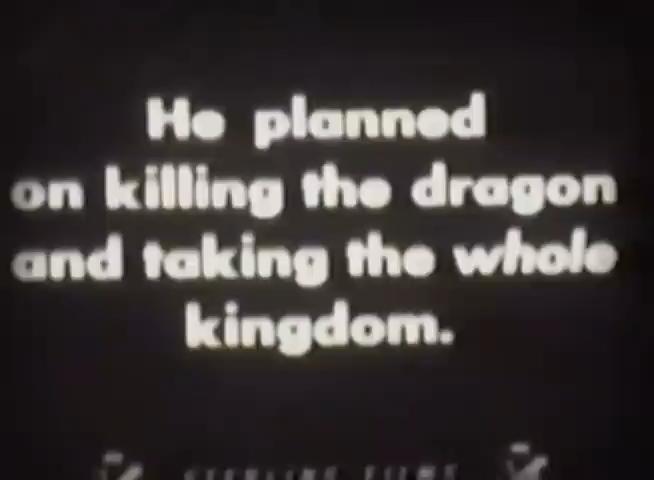 He planned
on killing the dragon
and taking the whole
kingdom.